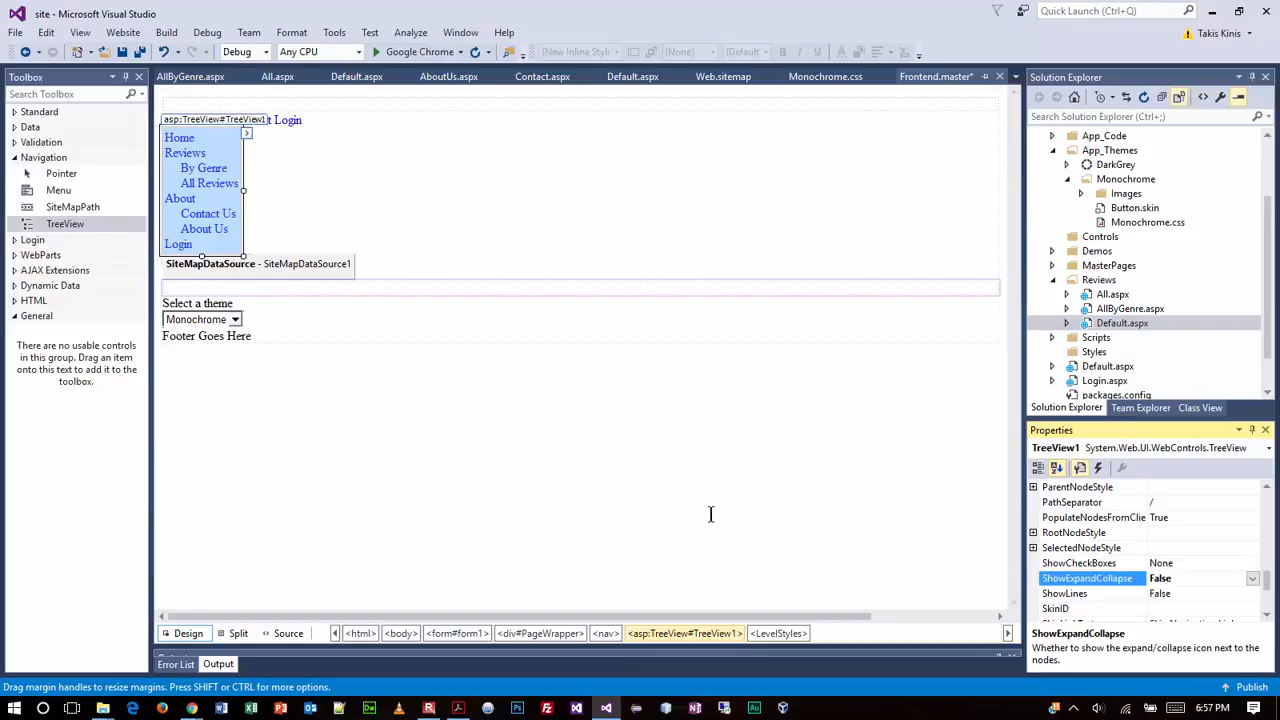 site - Microsoft Visual Studio
Quick Launch (Ctrl+Q)
File Edit View Website Build Debug Team Format Tools Test Analyze Window Help
Takis Kinis
Debug Any CPU Google Chrome (New Inline Style) (None) (Default)
Toolbox
AllByGenre.aspx All.aspx Default.aspx AboutUs.aspx Contact.aspx Default.aspx Web.sitemap Monochrome.css Frontend.master*
Solution Explorer
Search Toolbox
Standard
Data
Validation
Navigation
Pointer
Menu
SiteMapPath
TreeView
Login
WebParts
AJAX Extensions
Dynamic Data
HTML
General
There are no usable controls
in this group. Drag an item
onto this text to add it to the
toolbox.
asp:TreeView#TreeView1 t Login
Home
Reviews
By Genre
All Reviews
About
Contact Us
About Us
Login
SiteMapDataSource - SiteMapDataSource1
Select a theme
Monochrome
Footer Goes Here
Search Solution Explorer (Ctrl+;)
App_Code
App_Themes
DarkGrey
Monochrome
Images
Button.skin
Monochrome.css
Controls
Demos
MasterPages
Reviews
All.aspx
AllByGenre.aspx
Default.aspx
Scripts
Styles
Default.aspx
Login.aspx
packages.config
Solution Explorer Team Explorer Class View
Properties
TreeView1 System.Web.UI.WebControls.TreeView
ParentNodeStyle
PathSeparator /
PopulateNodesFromClie True
RootNodeStyle
SelectedNodeStyle
ShowCheckBoxes None
ShowExpandCollapse False
ShowLines False
SkinID
ShowExpandCollapse
Whether to show the expand/collapse icon next to the
nodes.
Design Split Source <html> <body> <form#form1> <div#PageWrapper> <nav> <asp:TreeView#TreeView1> <LevelStyles>
Error List Output
Drag margin handles to resize margins. Press SHIFT or CTRL for more options.
Publish
6:57 PM